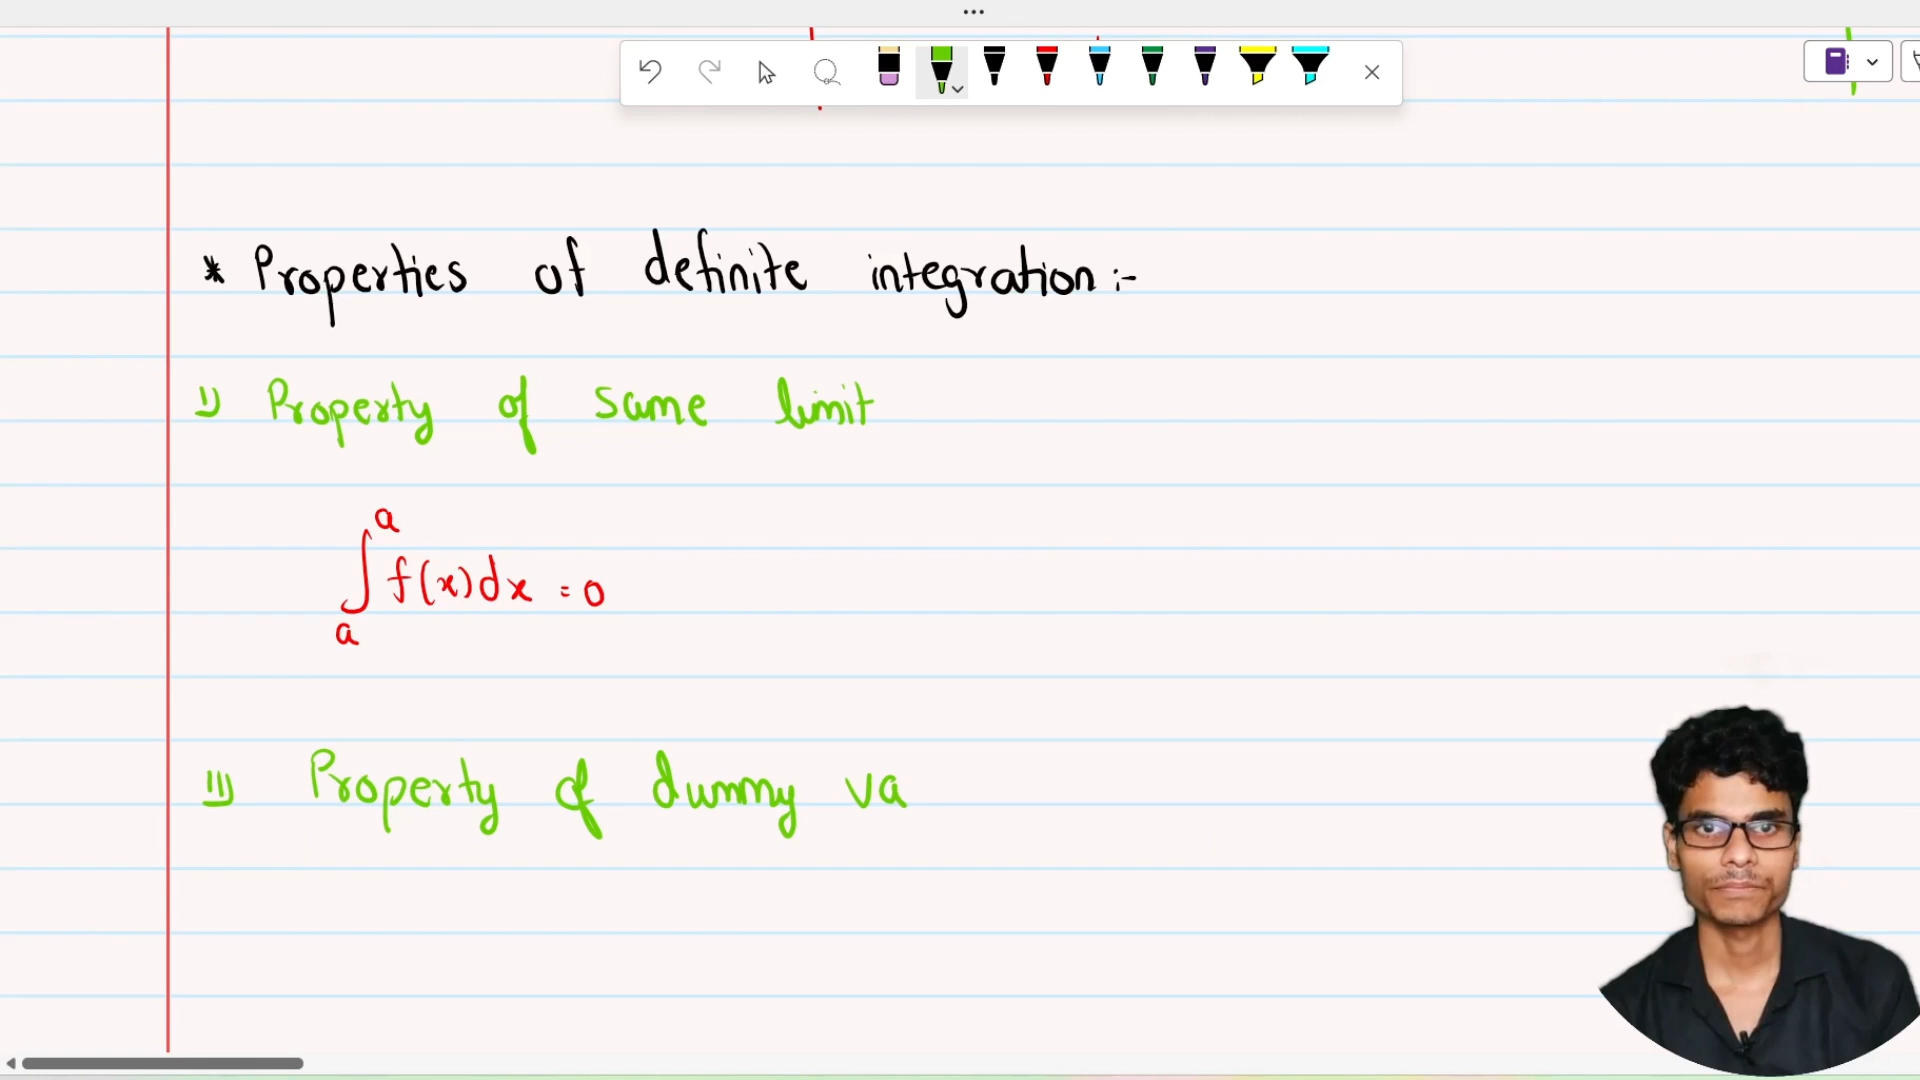 * Properties of definite integration :-
1) Property of same limit
a
∫ f(x)dx = 0
a
11) Property of dummy va